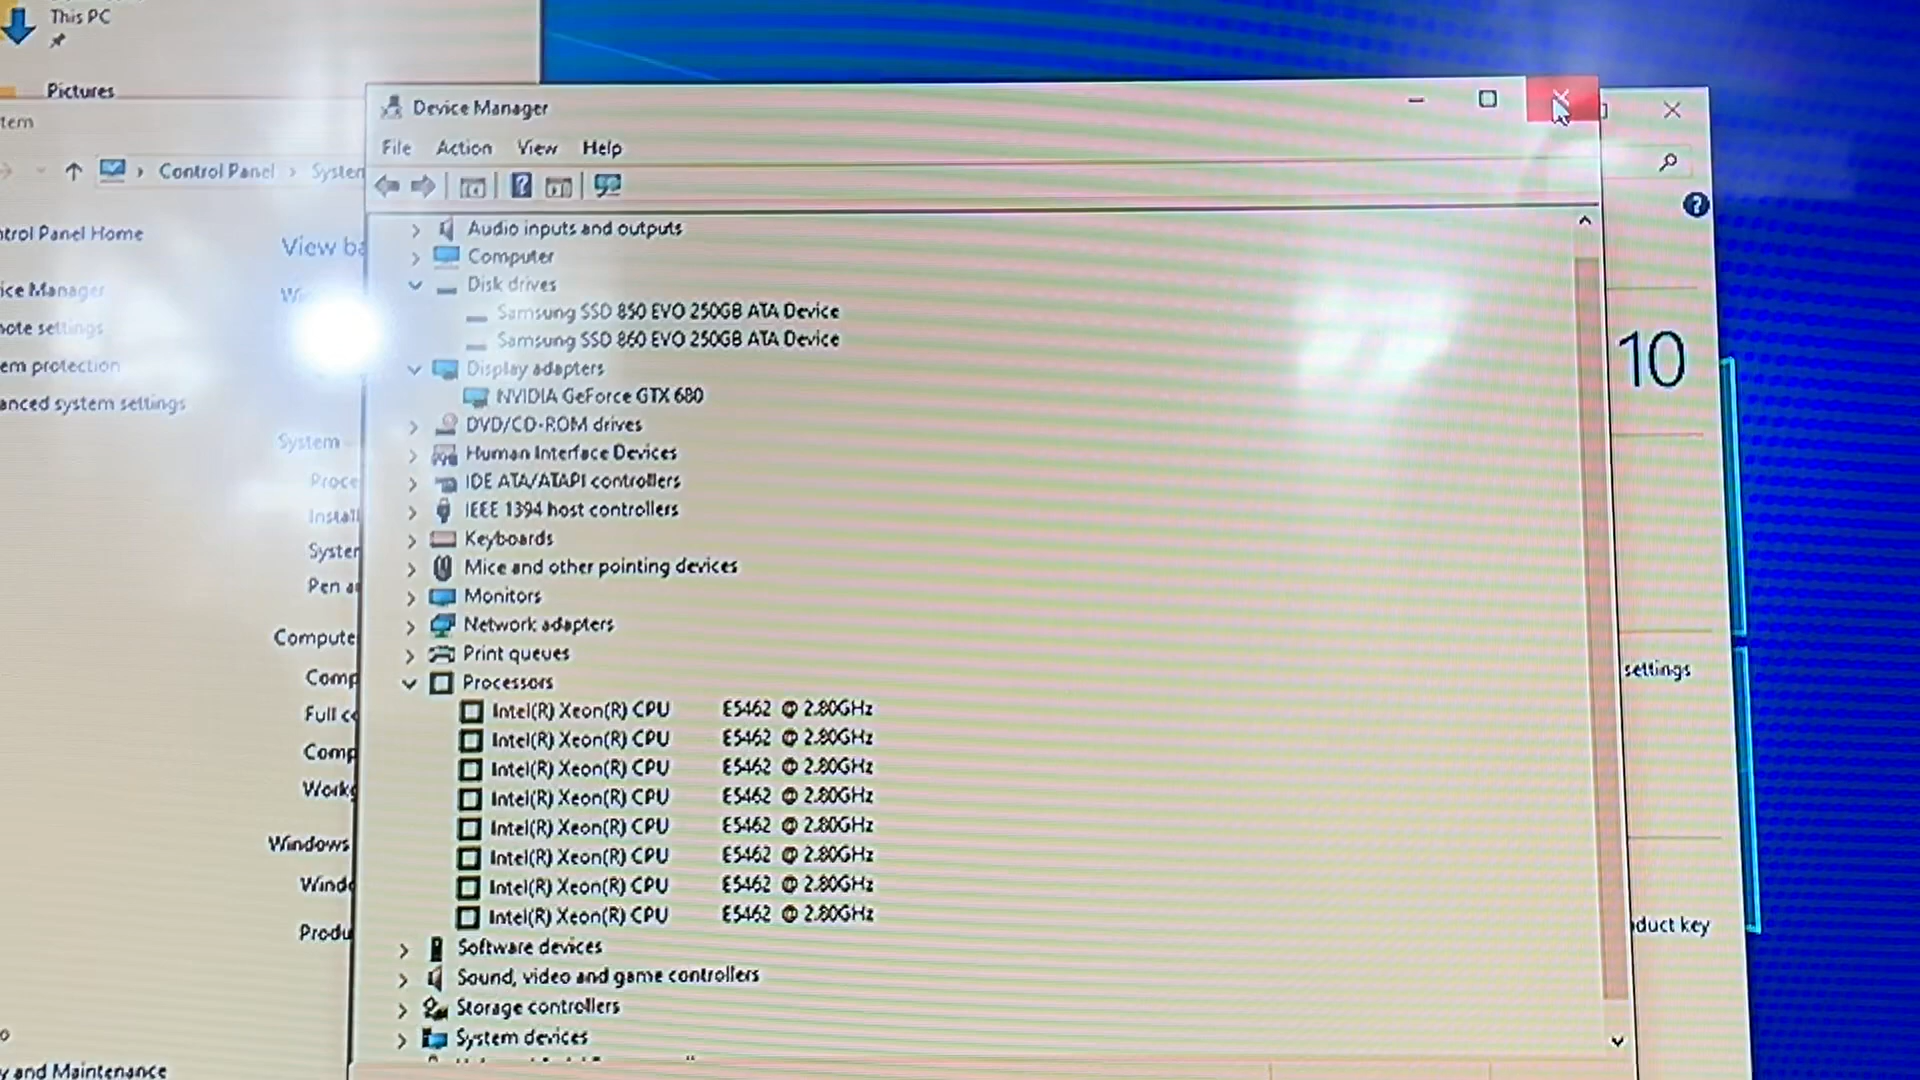 This PC
Pictures
Control Panel
Device Manager
File Action View Help
Audio inputs and outputs
Computer
Disk drives
Samsung SSD 850 EVO 250GB ATA Device
Samsung SSD 860 EVO 250GB ATA Device
Display adapters
NVIDIA GeForce GTX 680
DVD/CD-ROM drives
Human Interface Devices
IDE ATA/ATAPI controllers
IEEE 1394 host controllers
Keyboards
Mice and other pointing devices
Monitors
Network adapters
Print queues
Processors
Intel(R) Xeon(R) CPU E5462 @ 2.80GHz
Intel(R) Xeon(R) CPU E5462 @ 2.80GHz
Intel(R) Xeon(R) CPU E5462 @ 2.80GHz
Intel(R) Xeon(R) CPU E5462 @ 2.80GHz
Intel(R) Xeon(R) CPU E5462 @ 2.80GHz
Intel(R) Xeon(R) CPU E5462 @ 2.80GHz
Intel(R) Xeon(R) CPU E5462 @ 2.80GHz
Intel(R) Xeon(R) CPU E5462 @ 2.80GHz
Software devices
Sound, video and game controllers
Storage controllers
System devices
tem
Control Panel System
ntrol Panel Home
ice Manager
note settings
em protection
anced system settings
View ba
System
Proce
Install
System
Pen a
Compute
Comp
Full c
Comp
Work
Windows
Windo
Produ
y and Maintenance
10
settings
duct key